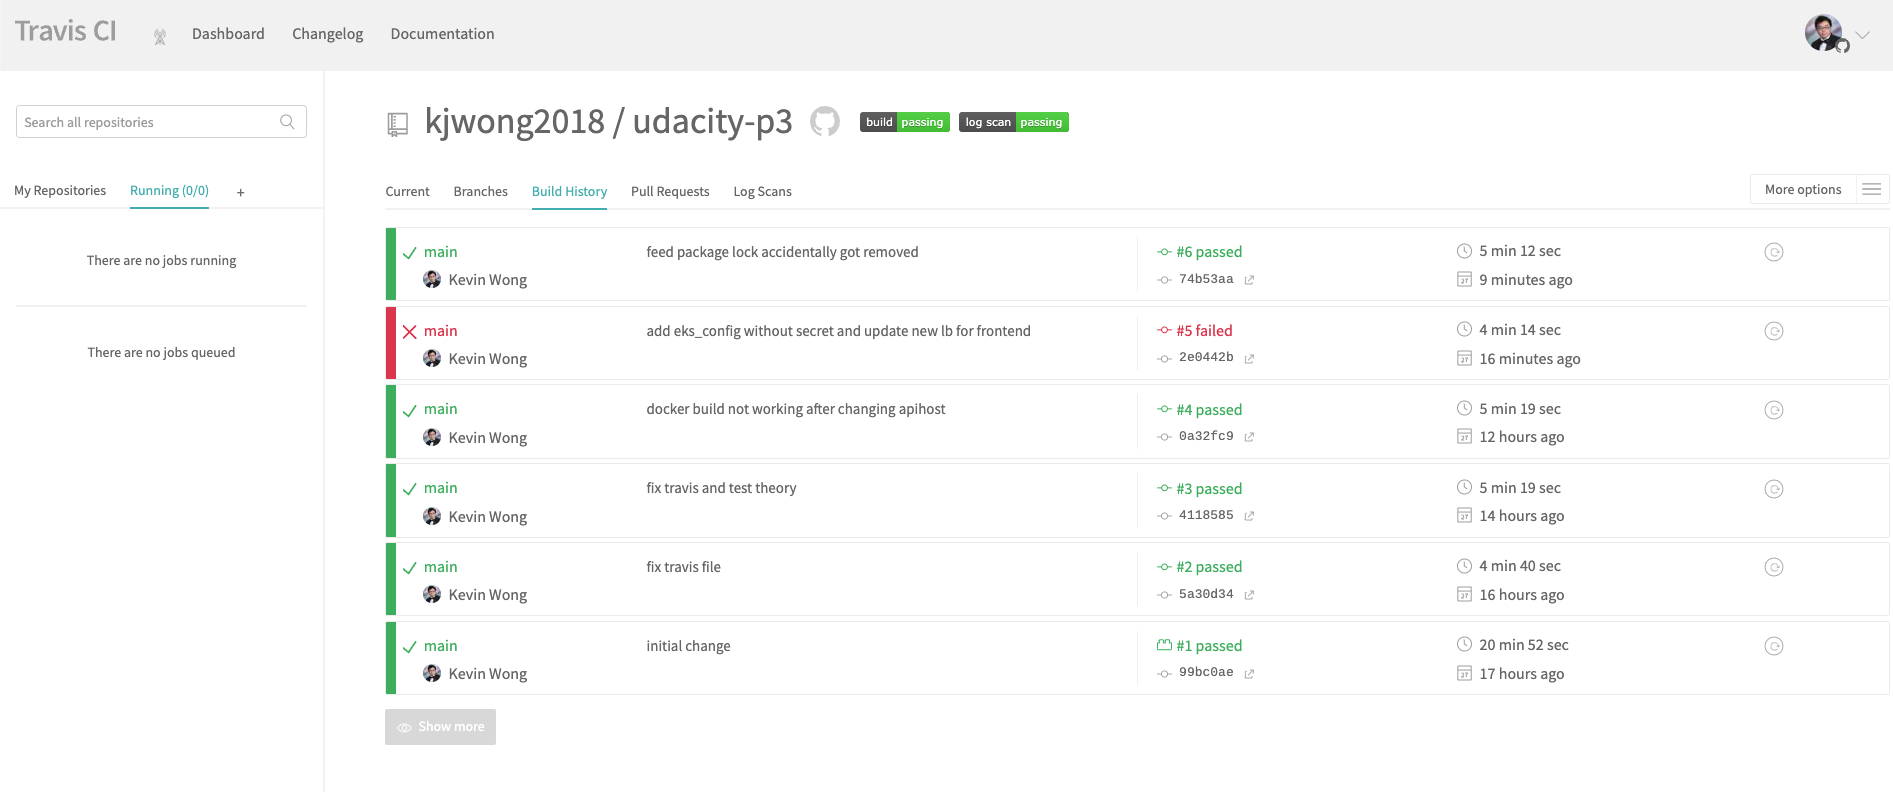 Travis CI
Dashboard Changelog Documentation
Search all repositories
My Repositories Running (0/0) +
There are no jobs running
There are no jobs queued
kjwong2018 / udacity-p3 build passing log scan passing
Current Branches Build History Pull Requests Log Scans More options
main feed package lock accidentally got removed #6 passed 5 min 12 sec
Kevin Wong 74b53aa 9 minutes ago
main add eks_config without secret and update new lb for frontend #5 failed 4 min 14 sec
Kevin Wong 2e0442b 16 minutes ago
main docker build not working after changing apihost #4 passed 5 min 19 sec
Kevin Wong 0a32fc9 12 hours ago
main fix travis and test theory #3 passed 5 min 19 sec
Kevin Wong 4118585 14 hours ago
main fix travis file #2 passed 4 min 40 sec
Kevin Wong 5a30d34 16 hours ago
main initial change #1 passed 20 min 52 sec
Kevin Wong 99bc0ae 17 hours ago
Show more